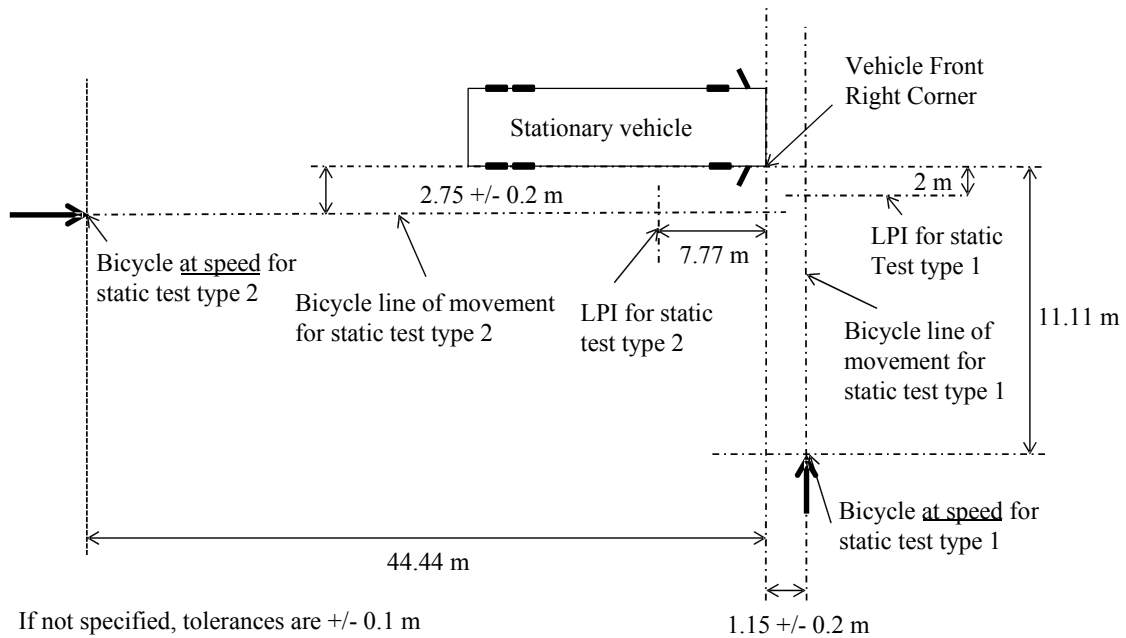 Vehicle Front
Right Corner
Stationary vehicle
2.75 +/- 0.2 m
2 m
LPI for static
Test type 1
7.77 m
Bicycle at speed for
static test type 2
Bicycle line of movement
for static test type 2
LPI for static
test type 2
Bicycle line of
movement for
static test type 1
11.11 m
Bicycle at speed for
static test type 1
44.44 m
If not specified, tolerances are +/- 0.1 m
1.15 +/- 0.2 m